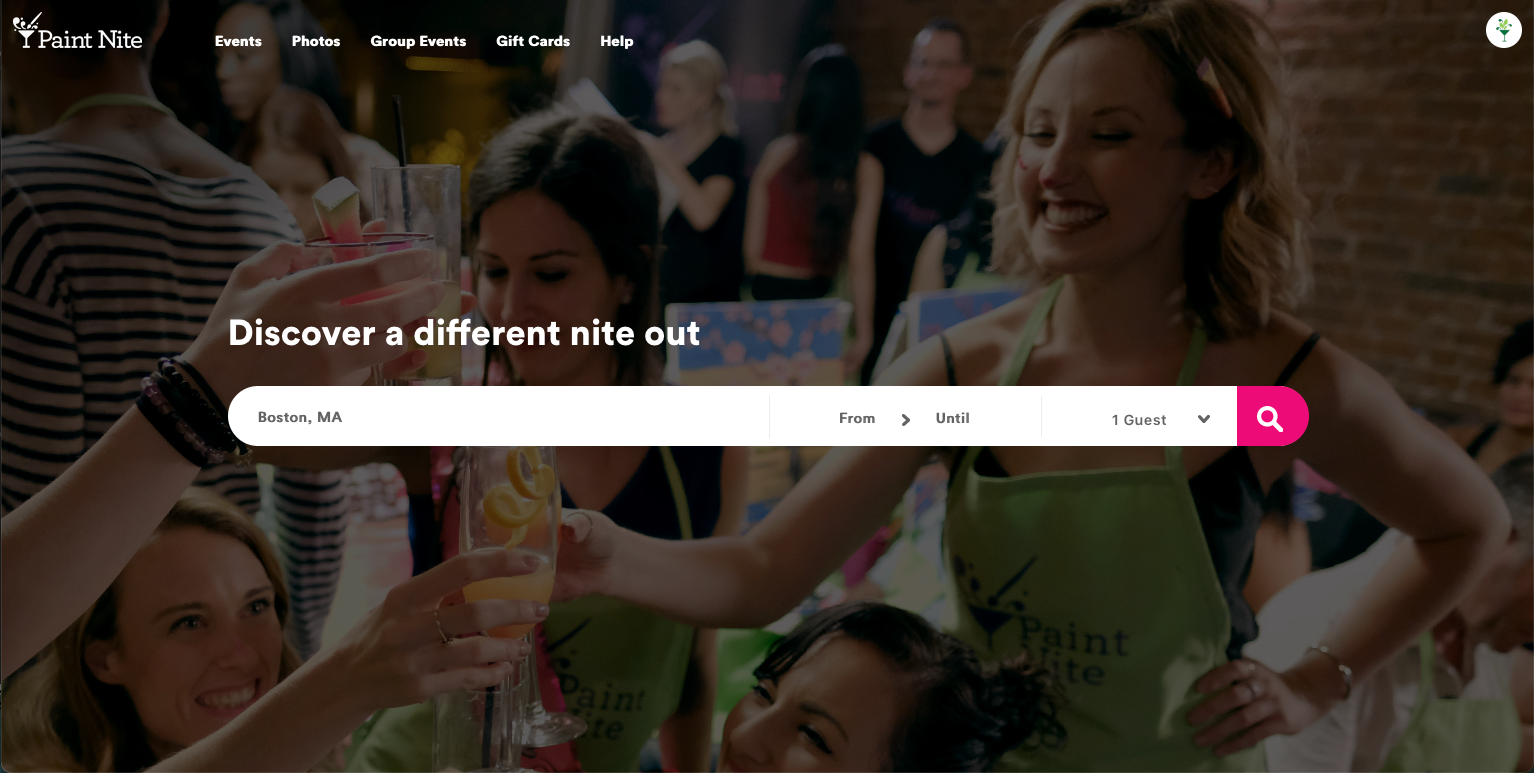 Paint Nite
Events
Photos
Group Events
Gift Cards
Help
Discover a different nite out
Boston, MA
From
Until
1 Guest
Paint
Nite
Paint
Nite